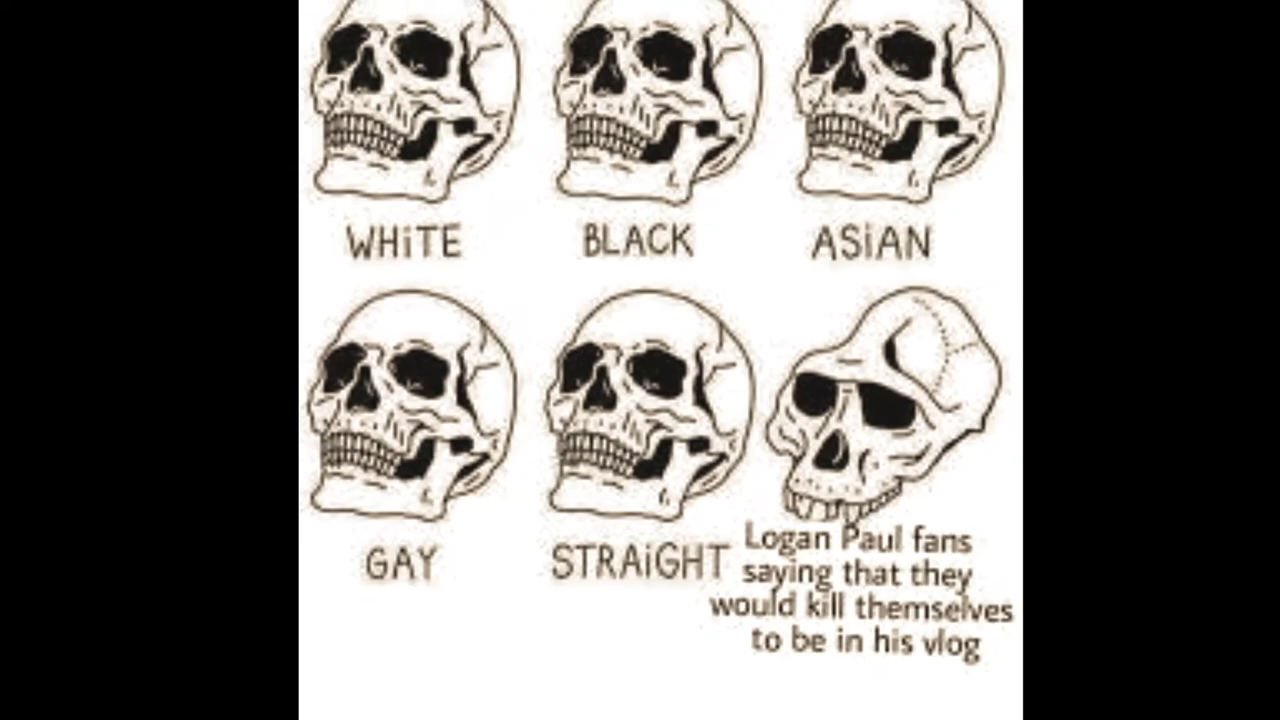 WHiTE BLACK ASiAN
GAY STRAiGHT
Logan Paul fans
saying that they
would kill themselves
to be in his vlog